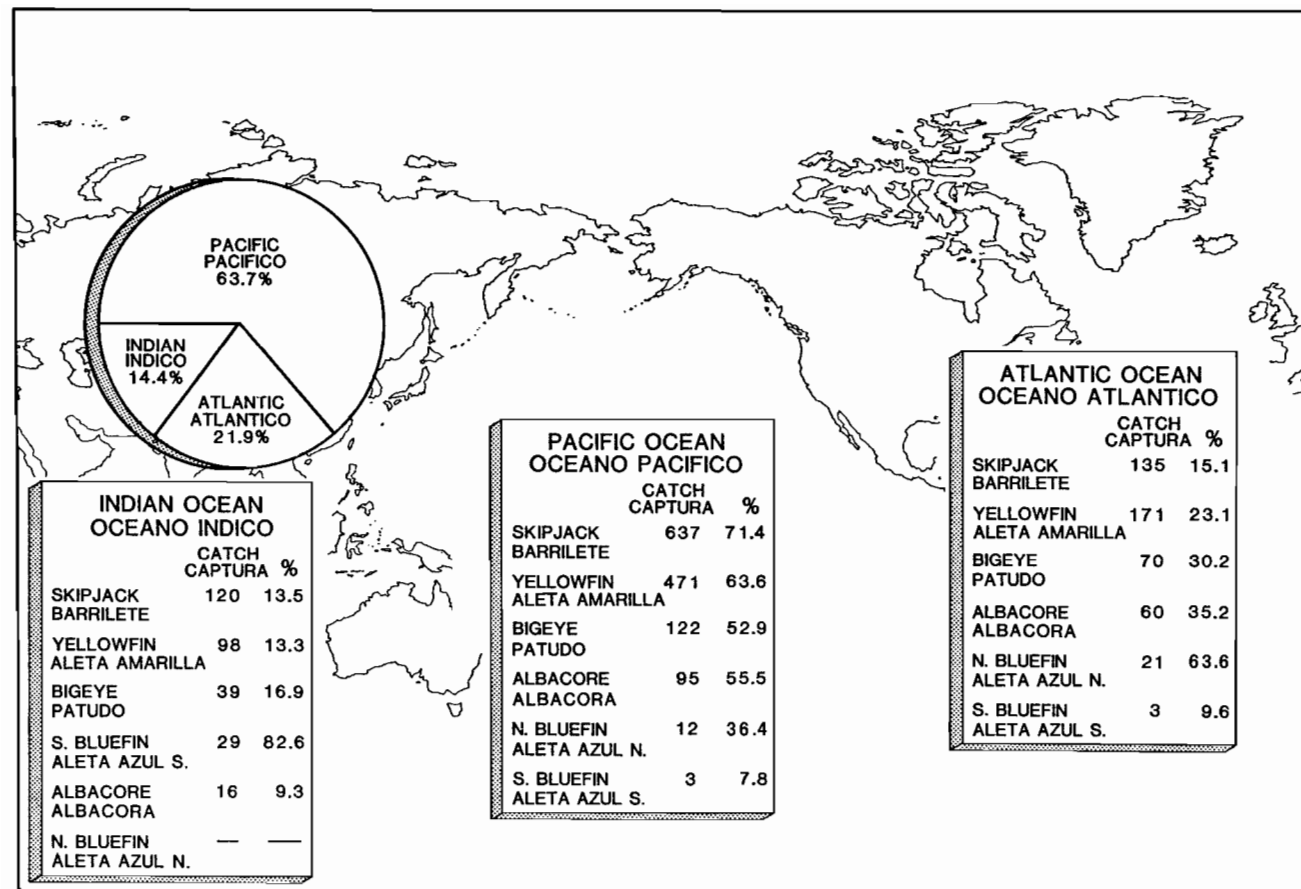 PACIFIC
PACIFICO
63.7%
INDIAN
INDICO
14.4%
ATLANTIC
ATLANTICO
21.9%
INDIAN OCEAN
OCEANO INDICO
CATCH
CAPTURA %
SKIPJACK 120 13.5
BARRILETE
YELLOWFIN 98 13.3
ALETA AMARILLA
BIGEYE 39 16.9
PATUDO
S. BLUEFIN 29 82.6
ALETA AZUL S.
ALBACORE 16 9.3
ALBACORA
N. BLUEFIN — —
ALETA AZUL N.
PACIFIC OCEAN
OCEANO PACIFICO
CATCH
CAPTURA %
SKIPJACK 637 71.4
BARRILETE
YELLOWFIN 471 63.6
ALETA AMARILLA
BIGEYE 122 52.9
PATUDO
ALBACORE 95 55.5
ALBACORA
N. BLUEFIN 12 36.4
ALETA AZUL N.
S. BLUEFIN 3 7.8
ALETA AZUL S.
ATLANTIC OCEAN
OCEANO ATLANTICO
CATCH
CAPTURA %
SKIPJACK 135 15.1
BARRILETE
YELLOWFIN 171 23.1
ALETA AMARILLA
BIGEYE 70 30.2
PATUDO
ALBACORE 60 35.2
ALBACORA
N. BLUEFIN 21 63.6
ALETA AZUL N.
S. BLUEFIN 3 9.6
ALETA AZUL S.